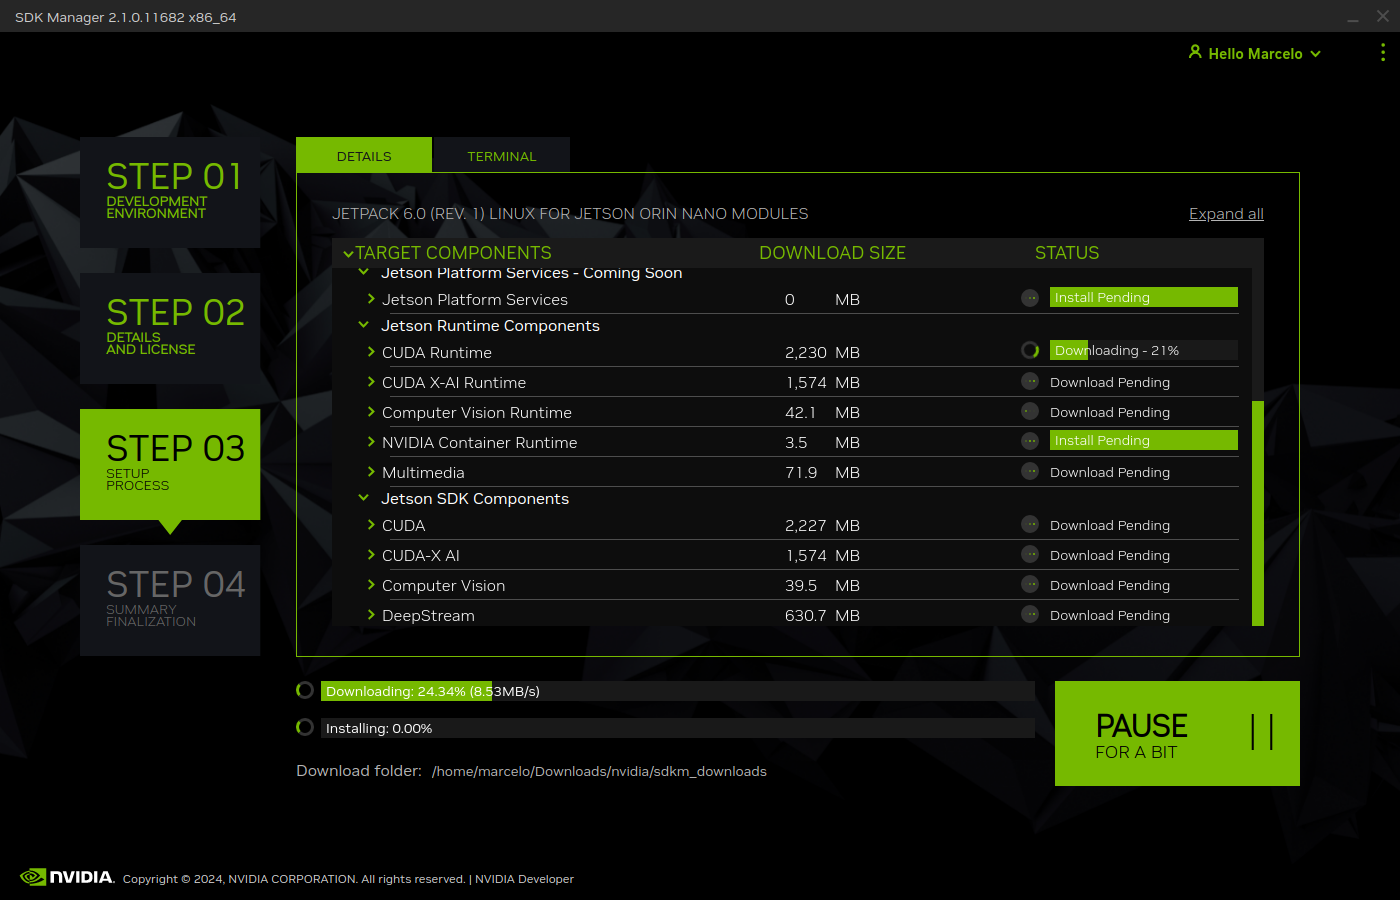 SDK Manager 2.1.0.11682 x86_64
Hello Marcelo
STEP 01
DEVELOPMENT
ENVIRONMENT
STEP 02
DETAILS
AND LICENSE
STEP 03
SETUP
PROCESS
STEP 04
SUMMARY
FINALIZATION
DETAILS TERMINAL
JETPACK 6.0 (REV. 1) LINUX FOR JETSON ORIN NANO MODULES Expand all
TARGET COMPONENTS DOWNLOAD SIZE STATUS
Jetson Platform Services - Coming Soon
Jetson Platform Services 0 MB Install Pending
Jetson Runtime Components
CUDA Runtime 2,230 MB Downloading - 21%
CUDA X-AI Runtime 1,574 MB Download Pending
Computer Vision Runtime 42.1 MB Download Pending
NVIDIA Container Runtime 3.5 MB Install Pending
Multimedia 71.9 MB Download Pending
Jetson SDK Components
CUDA 2,227 MB Download Pending
CUDA-X AI 1,574 MB Download Pending
Computer Vision 39.5 MB Download Pending
DeepStream 630.7 MB Download Pending
Downloading: 24.34% (8.53MB/s)
Installing: 0.00%
PAUSE
FOR A BIT
Download folder: /home/marcelo/Downloads/nvidia/sdkm_downloads
NVIDIA. Copyright © 2024, NVIDIA CORPORATION. All rights reserved. | NVIDIA Developer